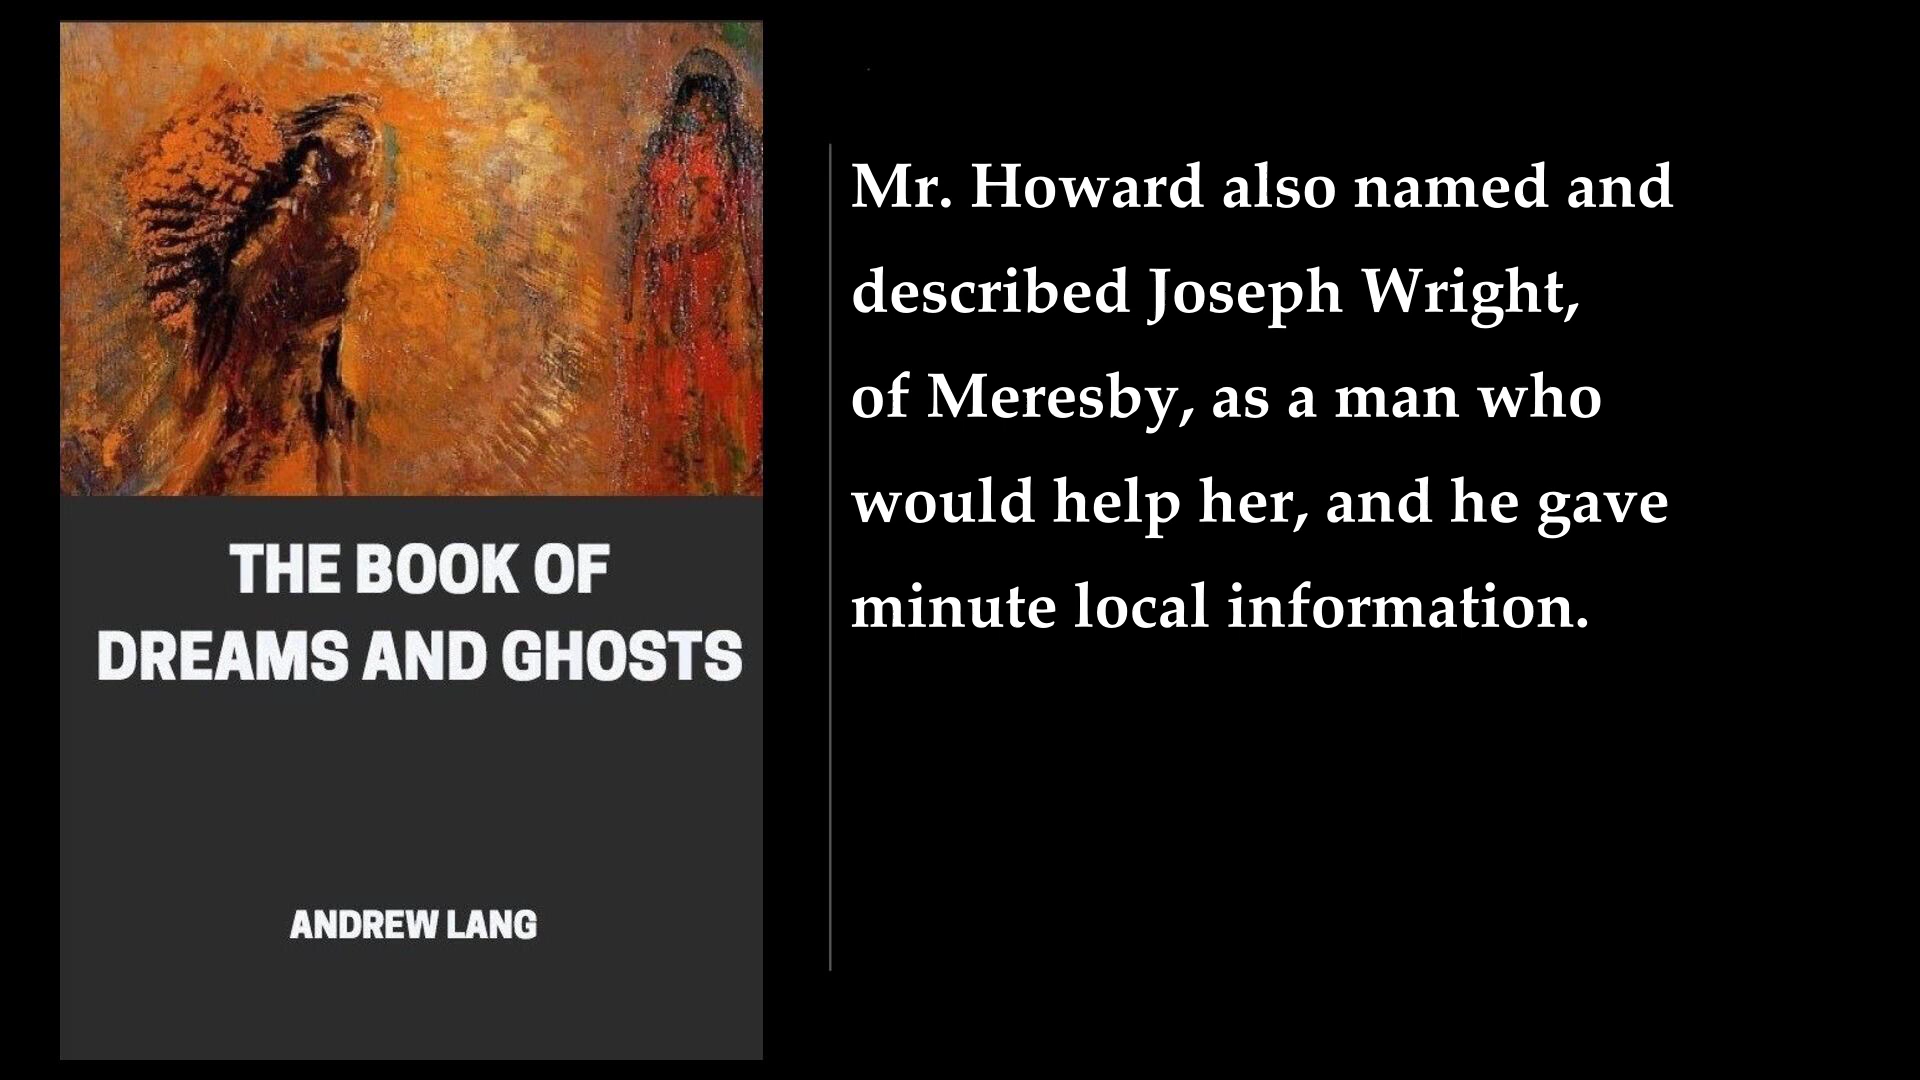 THE BOOK OF
DREAMS AND GHOSTS
ANDREW LANG
Mr. Howard also named and
described Joseph Wright,
of Meresby, as a man who
would help her, and he gave
minute local information.